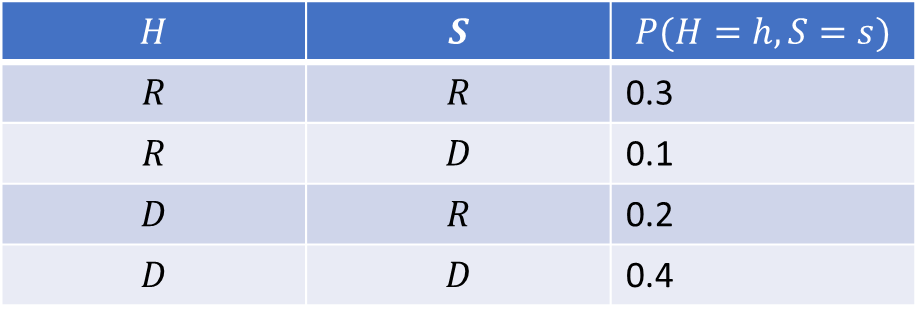 H S P(H = h, S = s)
R R 0.3
R D 0.1
D R 0.2
D D 0.4